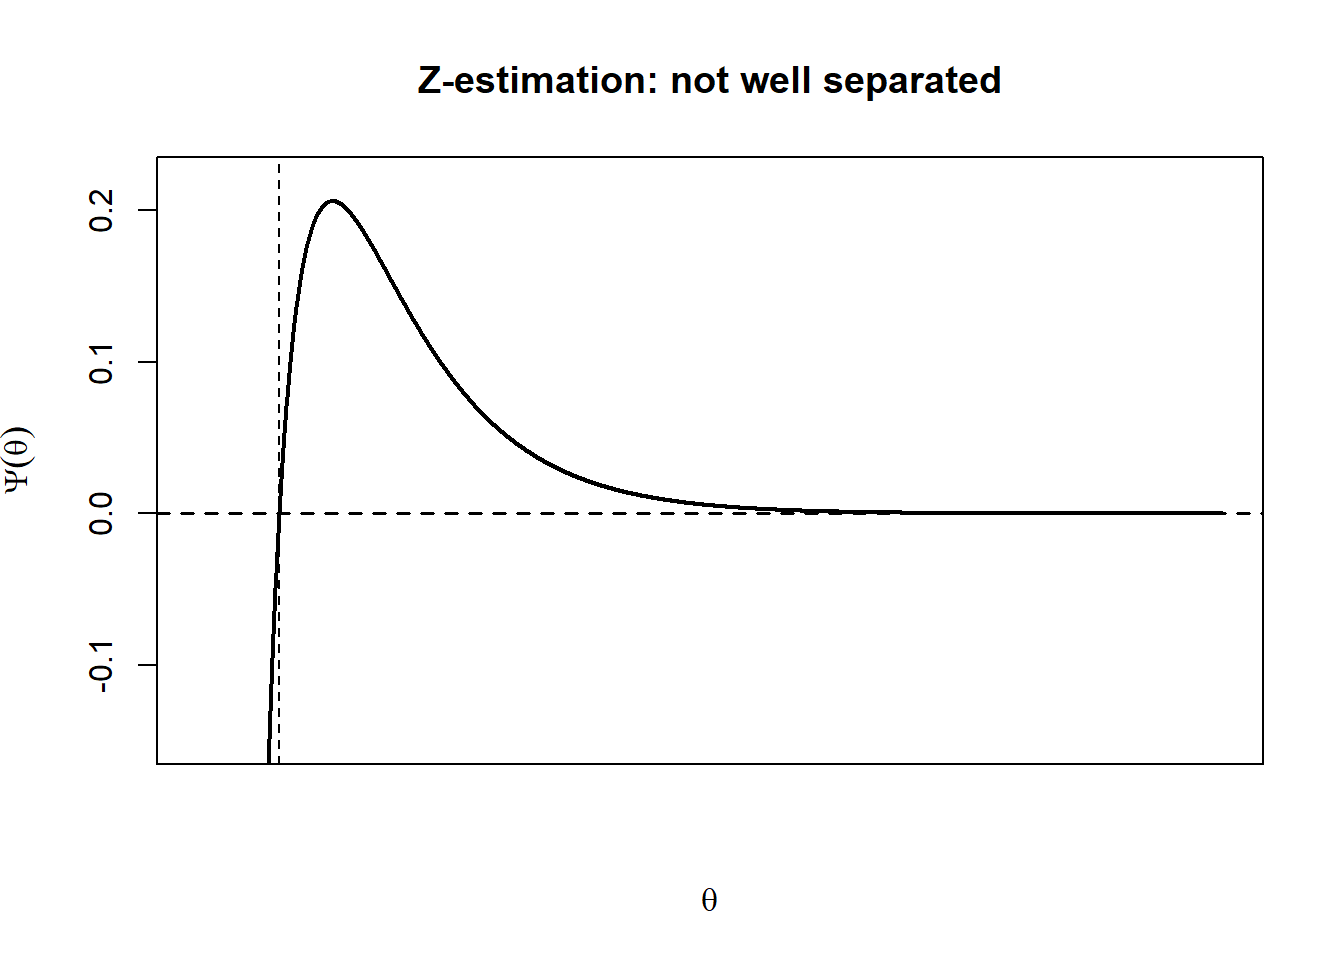 Z-estimation: not well separated
0.2
0.1
0.0
-0.1
Ψ(θ)
θ